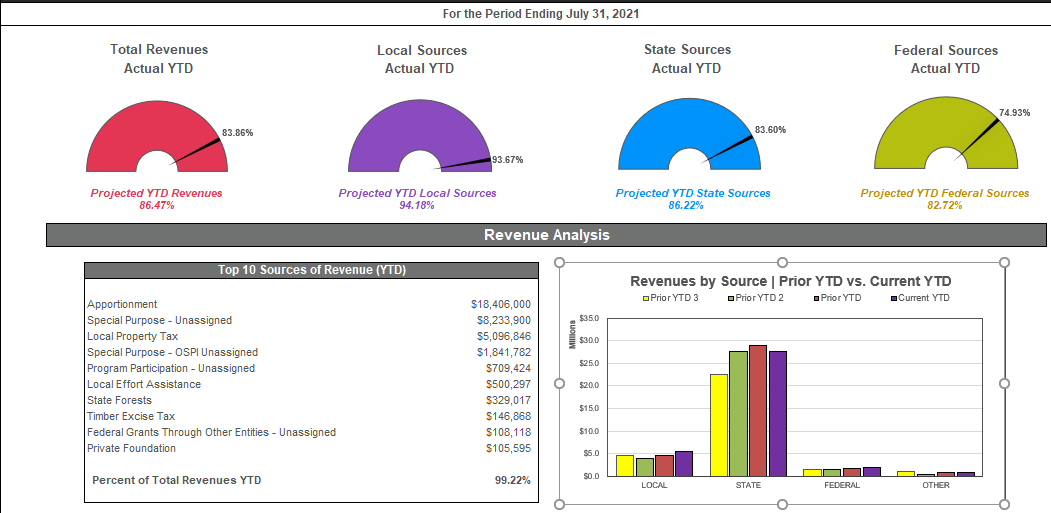 For the Period Ending July 31, 2021
Total Revenues
Actual YTD
83.86%
Projected YTD Revenues
86.47%
Local Sources
Actual YTD
93.67%
Projected YTD Local Sources
94.18%
State Sources
Actual YTD
83.60%
Projected YTD State Sources
86.22%
Federal Sources
Actual YTD
74.93%
Projected YTD Federal Sources
82.72%
Revenue Analysis
Top 10 Sources of Revenue (YTD)
Apportionment $18,406,000
Special Purpose - Unassigned $8,233,900
Local Property Tax $5,096,846
Special Purpose - OSPI Unassigned $1,841,782
Program Participation - Unassigned $709,424
Local Effort Assistance $500,297
State Forests $329,017
Timber Excise Tax $146,868
Federal Grants Through Other Entities - Unassigned $108,118
Private Foundation $105,595
Percent of Total Revenues YTD 99.22%
Revenues by Source | Prior YTD vs. Current YTD
Prior YTD 3 Prior YTD 2 Prior YTD Current YTD
Millions
$35.0
$30.0
$25.0
$20.0
$15.0
$10.0
$5.0
$0.0
LOCAL STATE FEDERAL OTHER